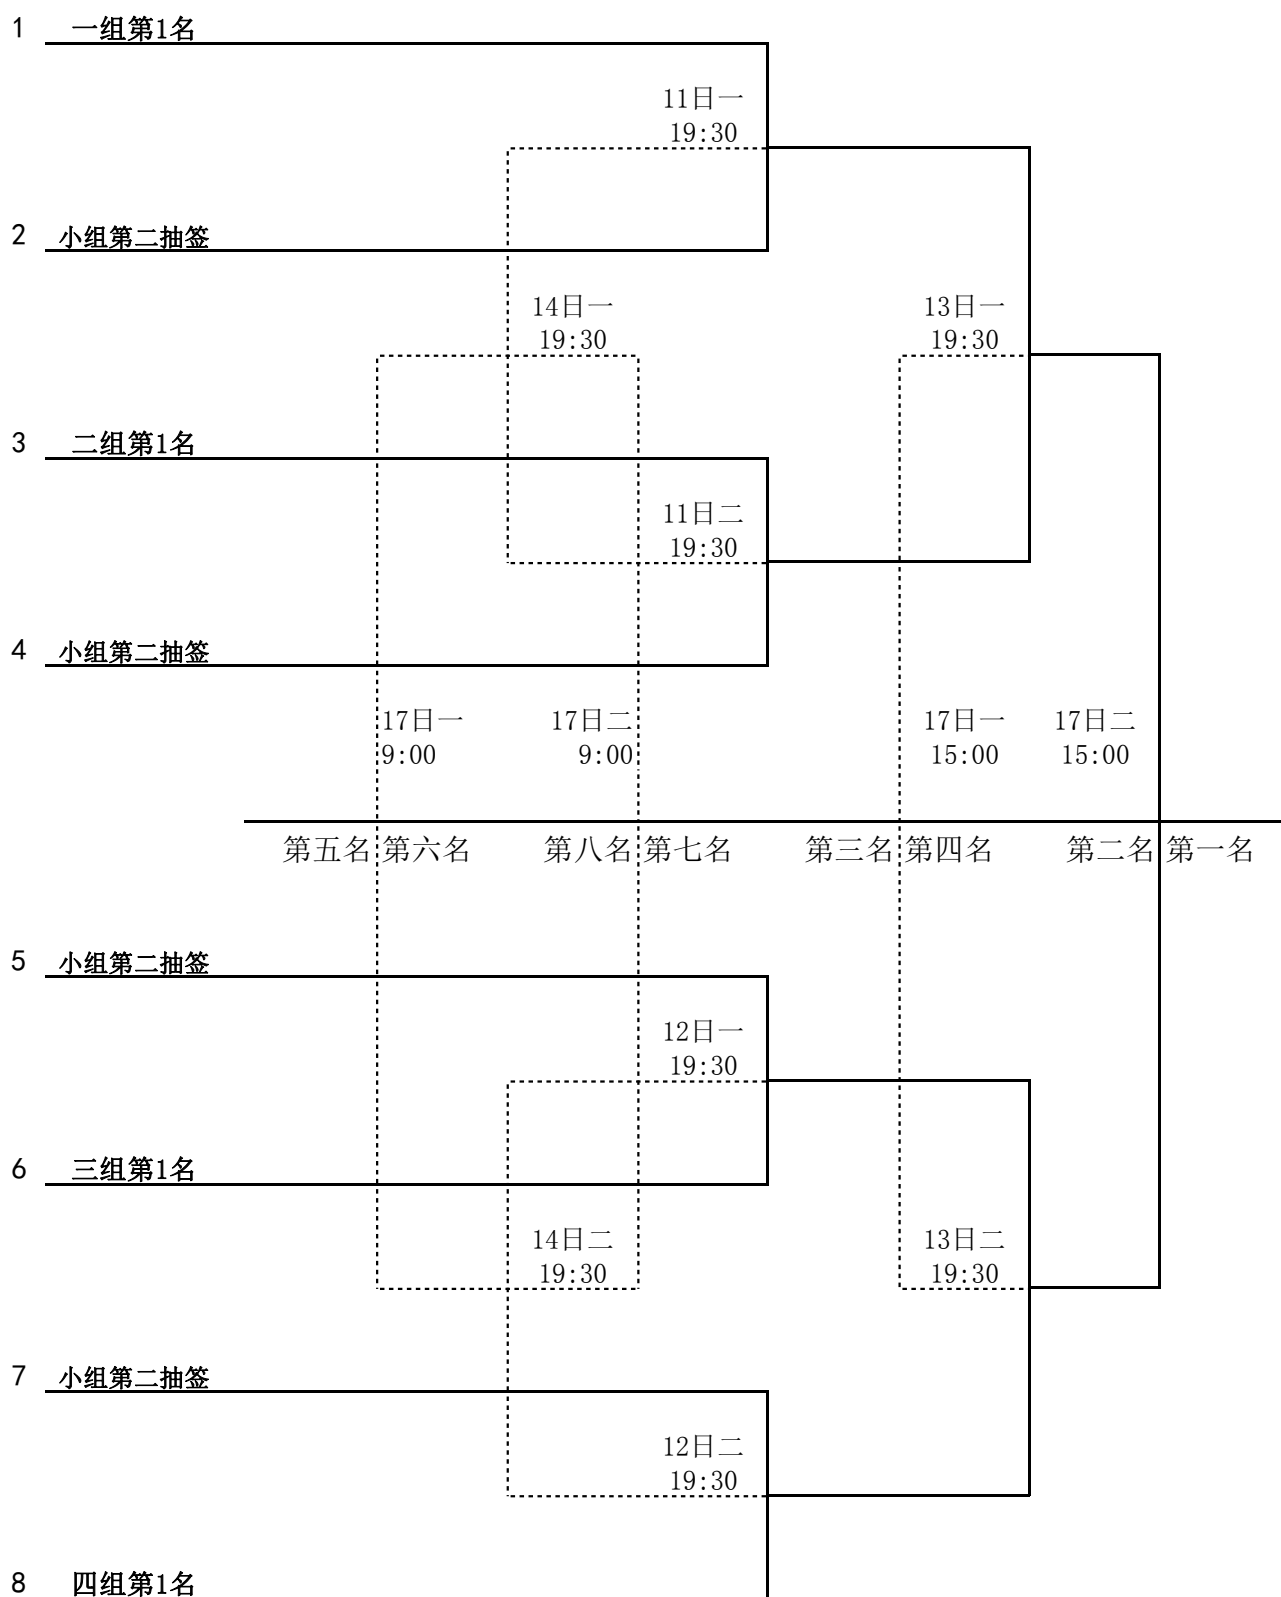 1 一组第1名
11日一
19:30
2 小组第二抽签
14日一 13日一
19:30 19:30
3 二组第1名
11日二
19:30
4 小组第二抽签
17日一 17日二 17日一 17日二
9:00 9:00 15:00 15:00
第五名 第六名 第八名 第七名 第三名 第四名 第二名 第一名
5 小组第二抽签
12日一
19:30
6 三组第1名
14日二 13日二
19:30 19:30
7 小组第二抽签
12日二
19:30
8 四组第1名